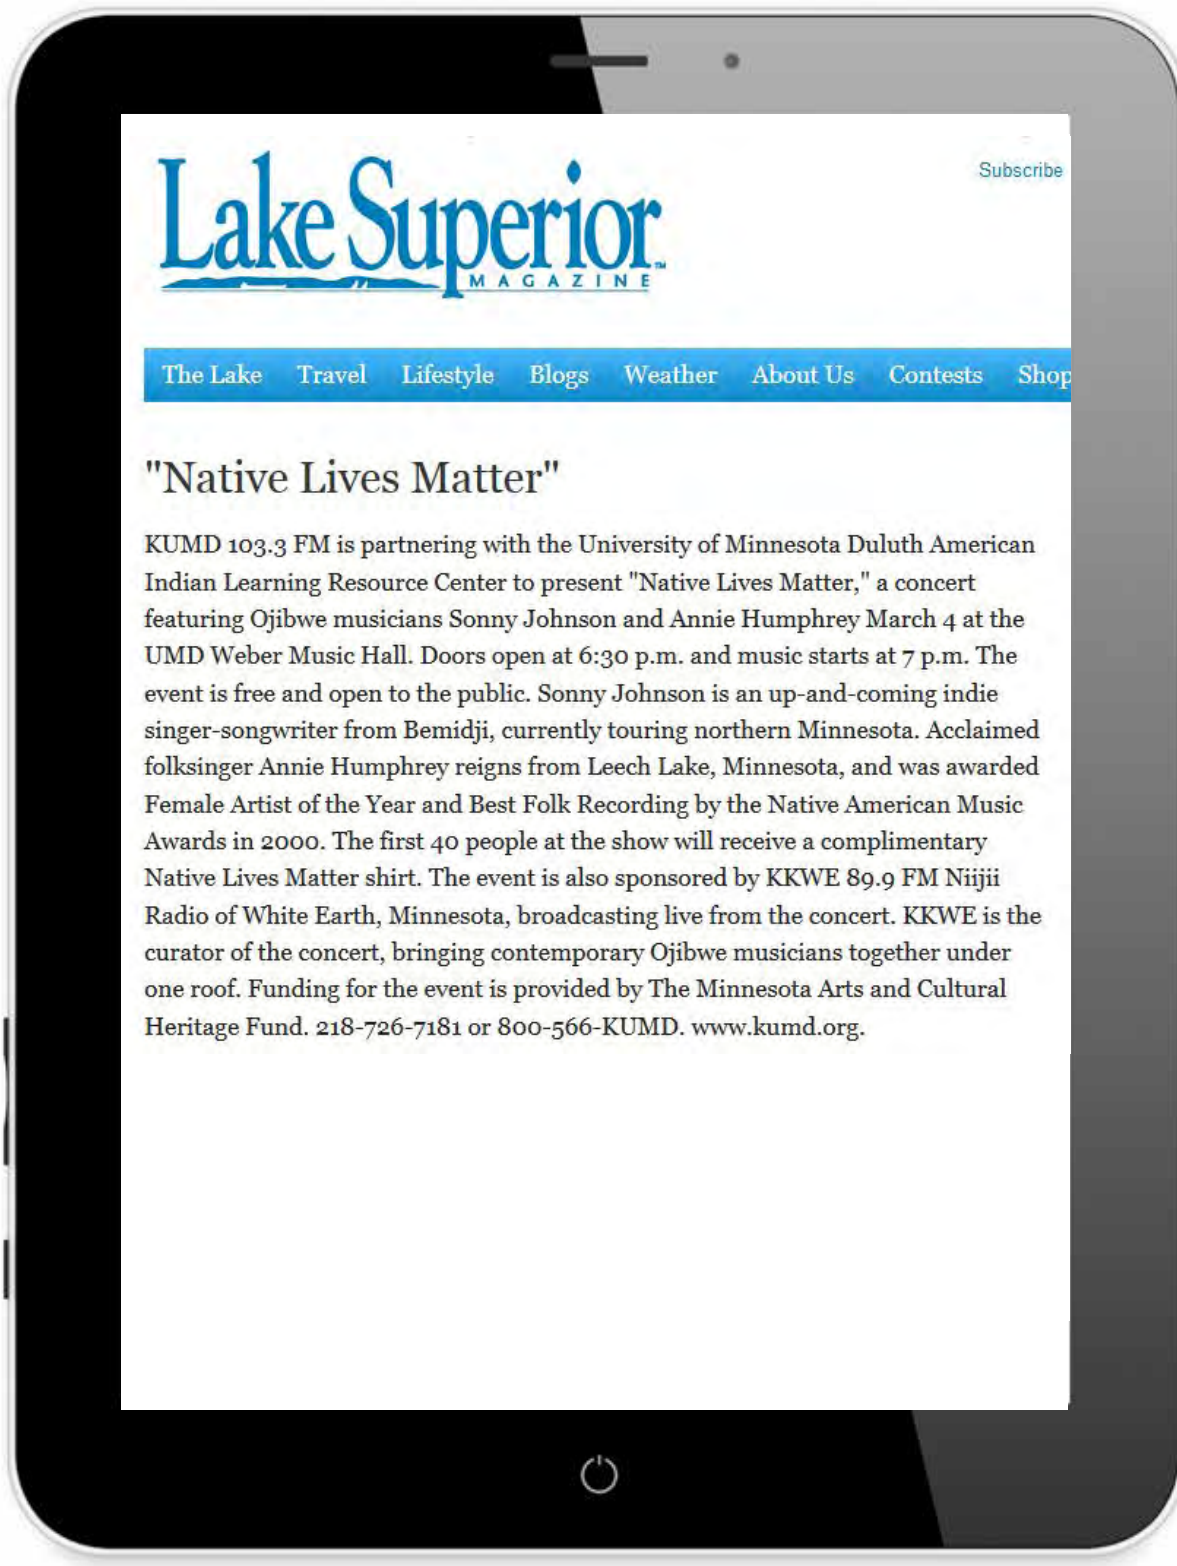 Lake Superior™
MAGAZINE
Subscribe
The Lake Travel Lifestyle Blogs Weather About Us Contests Shop
"Native Lives Matter"
KUMD 103.3 FM is partnering with the University of Minnesota Duluth American
Indian Learning Resource Center to present "Native Lives Matter," a concert
featuring Ojibwe musicians Sonny Johnson and Annie Humphrey March 4 at the
UMD Weber Music Hall. Doors open at 6:30 p.m. and music starts at 7 p.m. The
event is free and open to the public. Sonny Johnson is an up-and-coming indie
singer-songwriter from Bemidji, currently touring northern Minnesota. Acclaimed
folksinger Annie Humphrey reigns from Leech Lake, Minnesota, and was awarded
Female Artist of the Year and Best Folk Recording by the Native American Music
Awards in 2000. The first 40 people at the show will receive a complimentary
Native Lives Matter shirt. The event is also sponsored by KKWE 89.9 FM Niijii
Radio of White Earth, Minnesota, broadcasting live from the concert. KKWE is the
curator of the concert, bringing contemporary Ojibwe musicians together under
one roof. Funding for the event is provided by The Minnesota Arts and Cultural
Heritage Fund. 218-726-7181 or 800-566-KUMD. www.kumd.org.